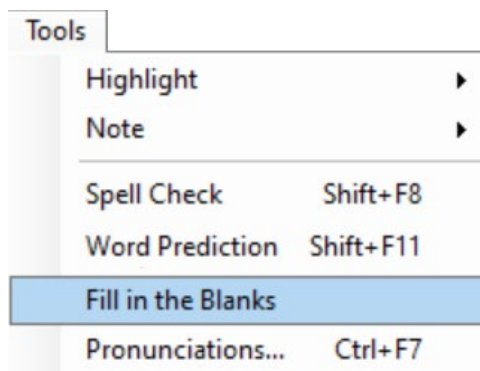 Tools
Highlight
Note
Spell Check Shift+F8
Word Prediction Shift+F11
Fill in the Blanks
Pronunciations... Ctrl+F7